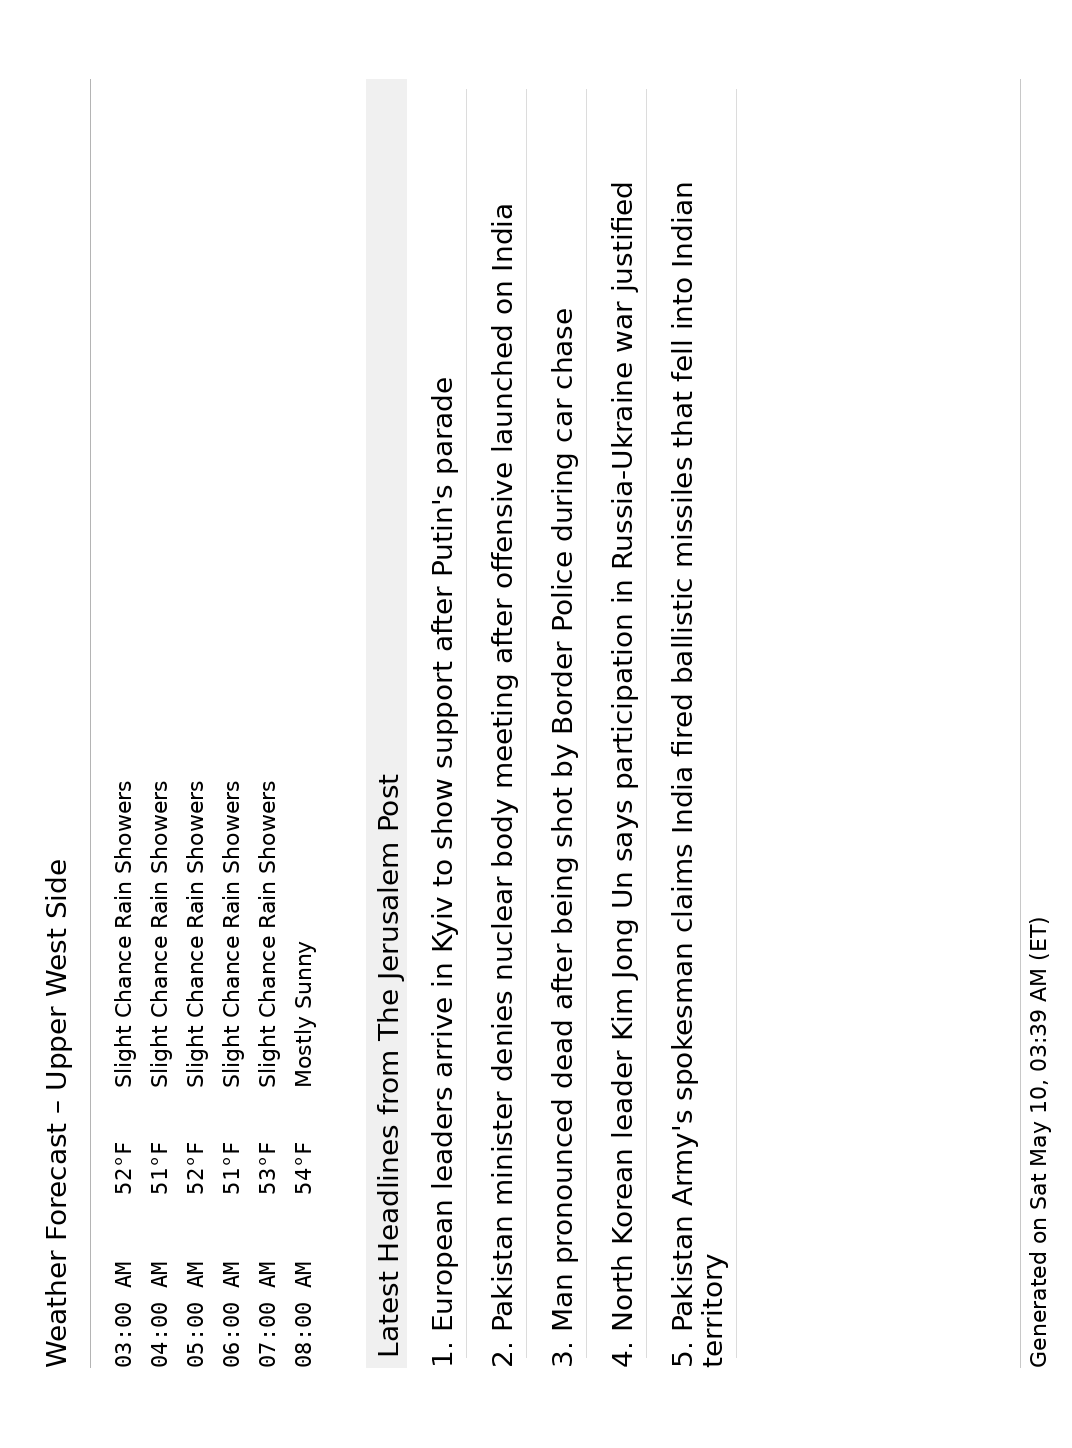 Weather Forecast – Upper West Side
03:00 AM 52°F Slight Chance Rain Showers
04:00 AM 51°F Slight Chance Rain Showers
05:00 AM 52°F Slight Chance Rain Showers
06:00 AM 51°F Slight Chance Rain Showers
07:00 AM 53°F Slight Chance Rain Showers
08:00 AM 54°F Mostly Sunny
Latest Headlines from The Jerusalem Post
1. European leaders arrive in Kyiv to show support after Putin's parade
2. Pakistan minister denies nuclear body meeting after offensive launched on India
3. Man pronounced dead after being shot by Border Police during car chase
4. North Korean leader Kim Jong Un says participation in Russia-Ukraine war justified
5. Pakistan Army's spokesman claims India fired ballistic missiles that fell into Indian
territory
Generated on Sat May 10, 03:39 AM (ET)